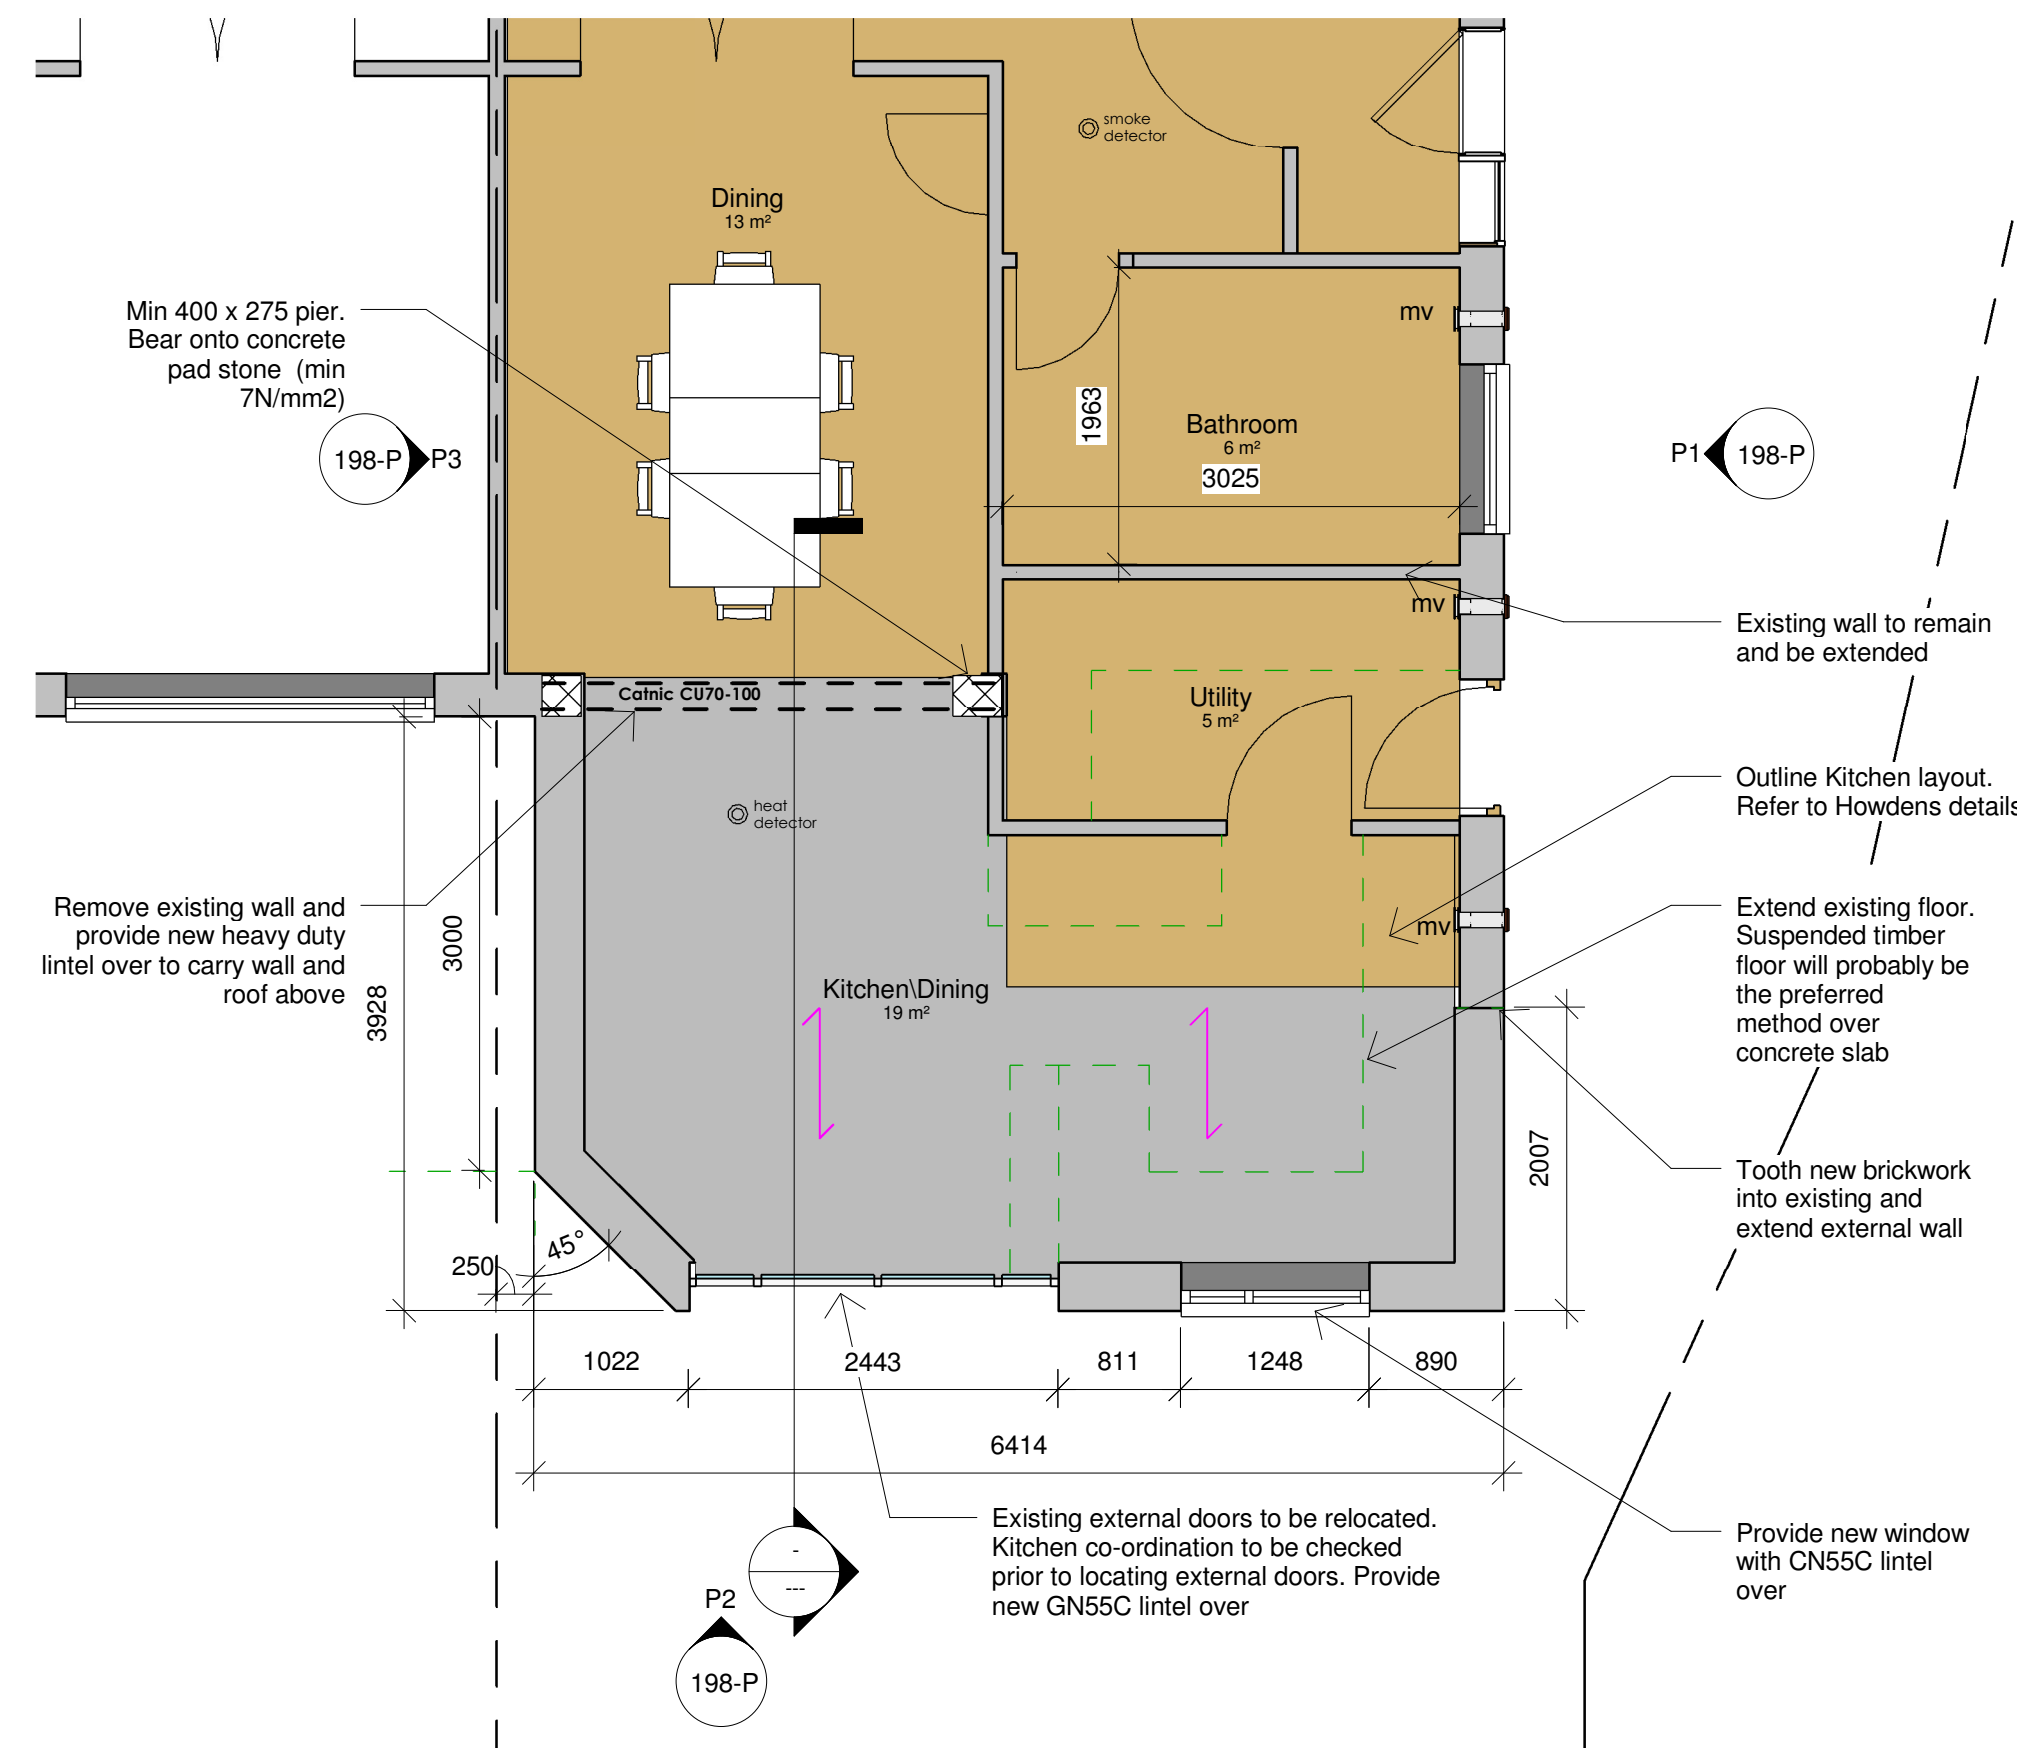 smoke
detector
Dining
13 m²
Min 400 x 275 pier.
Bear onto concrete
pad stone (min
7N/mm2)
198-P
P3
mv
1963
Bathroom
6 m²
3025
P1
198-P
mv
Existing wall to remain
and be extended
Catnic CU70-100
Utility
5 m²
Outline Kitchen layout.
Refer to Howdens details
heat
detector
Remove existing wall and
provide new heavy duty
lintel over to carry wall and
roof above
3000
3928
mv
Extend existing floor.
Suspended timber
floor will probably be
the preferred
method over
concrete slab
Kitchen\Dining
19 m²
2007
Tooth new brickwork
into existing and
extend external wall
45°
250
1022
2443
811
1248
890
6414
Existing external doors to be relocated.
Kitchen co-ordination to be checked
prior to locating external doors. Provide
new GN55C lintel over
Provide new window
with CN55C lintel
over
-
---
P2
198-P